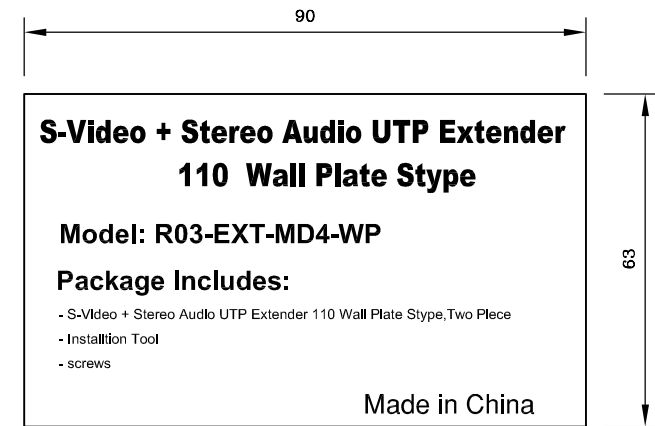 90
S-Video + Stereo Audio UTP Extender
110 Wall Plate Stype
63
Model: R03-EXT-MD4-WP
Package Includes:
- S-Video + Stereo Audio UTP Extender 110 Wall Plate Stype,Two Piece
- Installtion Tool
- screws
Made in China